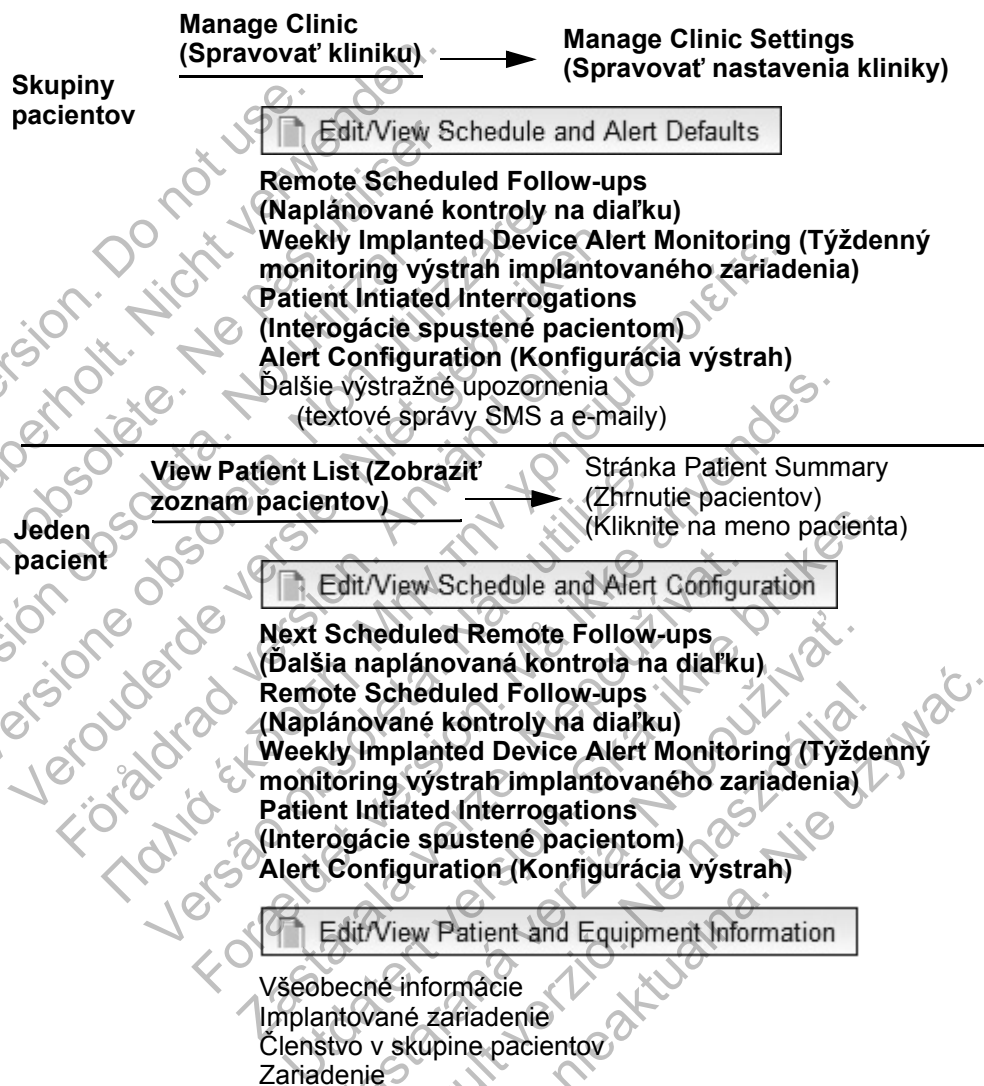 Manage Clinic
(Spravovať kliniku)
Manage Clinic Settings
(Spravovať nastavenia kliniky)
Skupiny
pacientov
Edit/View Schedule and Alert Defaults
Remote Scheduled Follow-ups
(Naplánované kontroly na diaľku)
Weekly Implanted Device Alert Monitoring (Týždenný
monitoring výstrah implantovaného zariadenia)
Patient Intiated Interrogations
(Interogácie spustené pacientom)
Alert Configuration (Konfigurácia výstrah)
Ďalšie výstražné upozornenia
(textové správy SMS a e-maily)
View Patient List (Zobraziť
zoznam pacientov)
Stránka Patient Summary
(Zhrnutie pacientov)
(Kliknite na meno pacienta)
Jeden
pacient
Edit/View Schedule and Alert Configuration
Next Scheduled Remote Follow-ups
(Ďalšia naplánovaná kontrola na diaľku)
Remote Scheduled Follow-ups
(Naplánované kontroly na diaľku)
Weekly Implanted Device Alert Monitoring (Týždenný
monitoring výstrah implantovaného zariadenia)
Patient Intiated Interrogations
(Interogácie spustené pacientom)
Alert Configuration (Konfigurácia výstrah)
Edit/View Patient and Equipment Information
Všeobecné informácie
Implantované zariadenie
Členstvo v skupine pacientov
Zariadenie